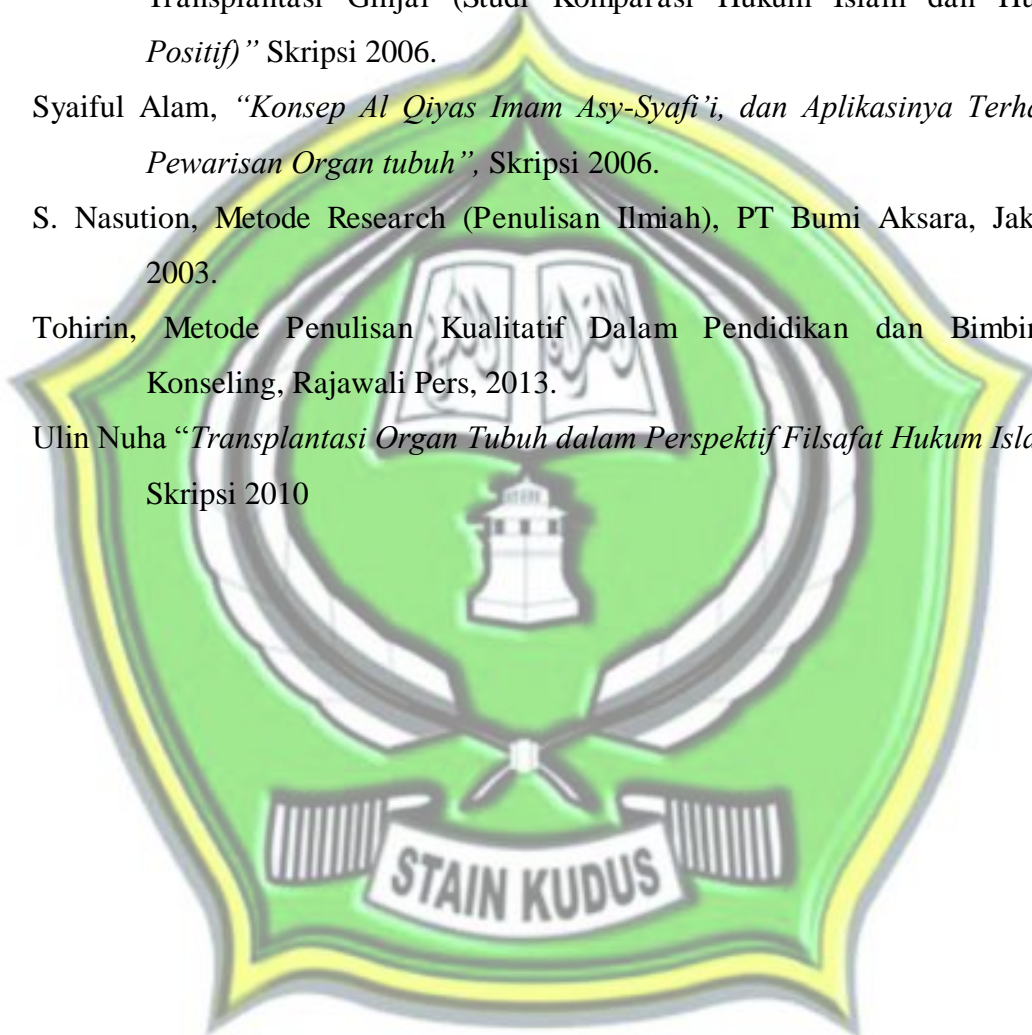 Transplantasi Ginjal (Studi Komparasi Hukum Islam dan Hu
Positif)” Skripsi 2006.
Syaiful Alam, “Konsep Al Qiyas Imam Asy-Syafi’i, dan Aplikasinya Terha
Pewarisan Organ tubuh”, Skripsi 2006.
S. Nasution, Metode Research (Penulisan Ilmiah), PT Bumi Aksara, Jak
2003.
Tohirin, Metode Penulisan Kualitatif Dalam Pendidikan dan Bimbin
Konseling, Rajawali Pers, 2013.
Ulin Nuha “Transplantasi Organ Tubuh dalam Perspektif Filsafat Hukum Isla
Skripsi 2010
STAIN KUDUS